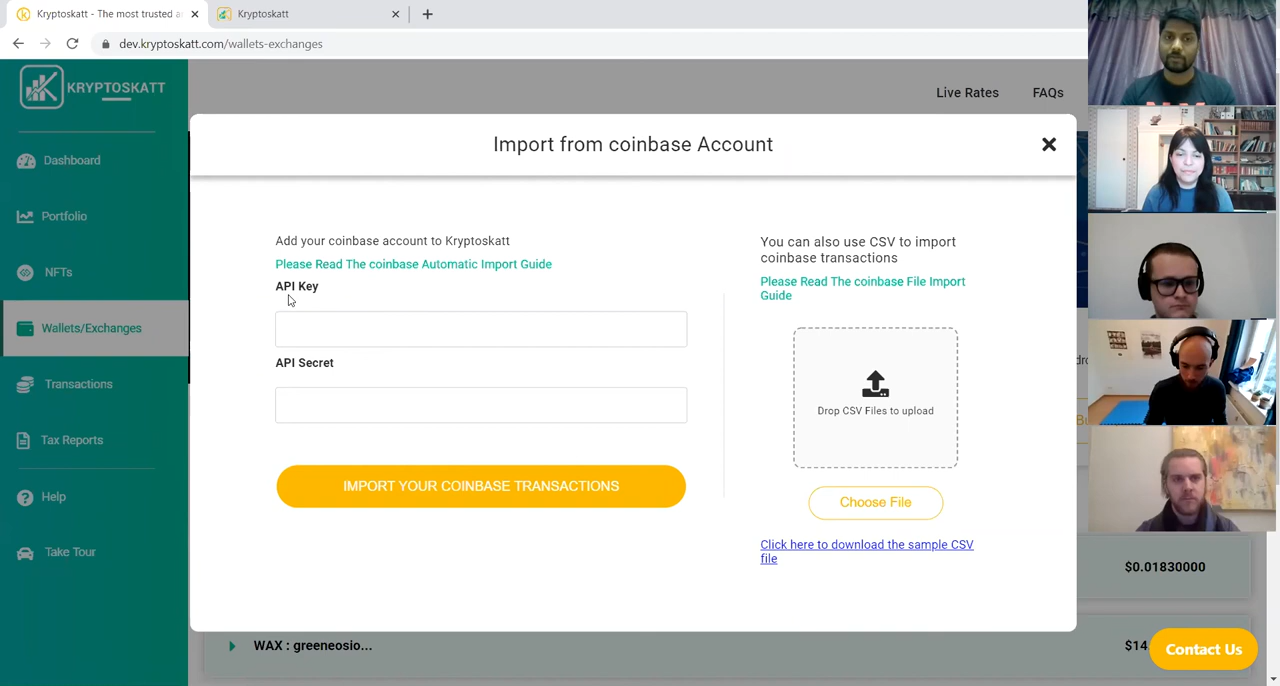 Kryptoskatt - The most trusted a
Kryptoskatt
dev.kryptoskatt.com/wallets-exchanges
KRYPTOSKATT
Live Rates
FAQs
Dashboard
Portfolio
NFTs
Wallets/Exchanges
Transactions
Tax Reports
Help
Take Tour
Import from coinbase Account
Add your coinbase account to Kryptoskatt
Please Read The coinbase Automatic Import Guide
API Key
API Secret
IMPORT YOUR COINBASE TRANSACTIONS
You can also use CSV to import
coinbase transactions
Please Read The coinbase File Import
Guide
Drop CSV Files to upload
Choose File
Click here to download the sample CSV
file
$0.01830000
WAX : greeneosio...
$14
Contact Us